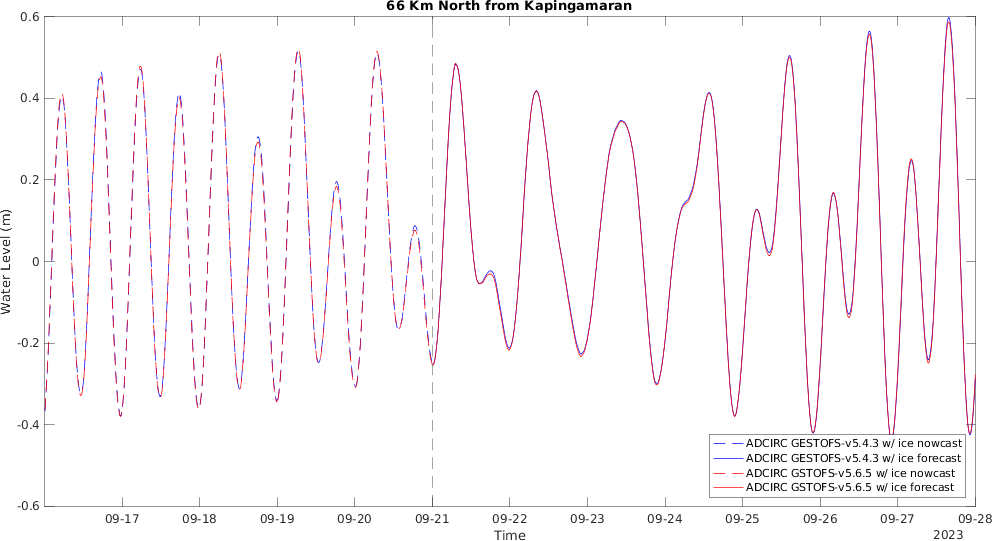 66 Km North from Kapingamaran
Water Level (m)
0.6
0.4
0.2
0
-0.2
-0.4
-0.6
ADCIRC GESTOFS-v5.4.3 w/ ice nowcast
ADCIRC GESTOFS-v5.4.3 w/ ice forecast
ADCIRC GSTOFS-v5.6.5 w/ ice nowcast
ADCIRC GSTOFS-v5.6.5 w/ ice forecast
09-17 09-18 09-19 09-20 09-21 09-22 09-23 09-24 09-25 09-26 09-27 09-28
Time
2023